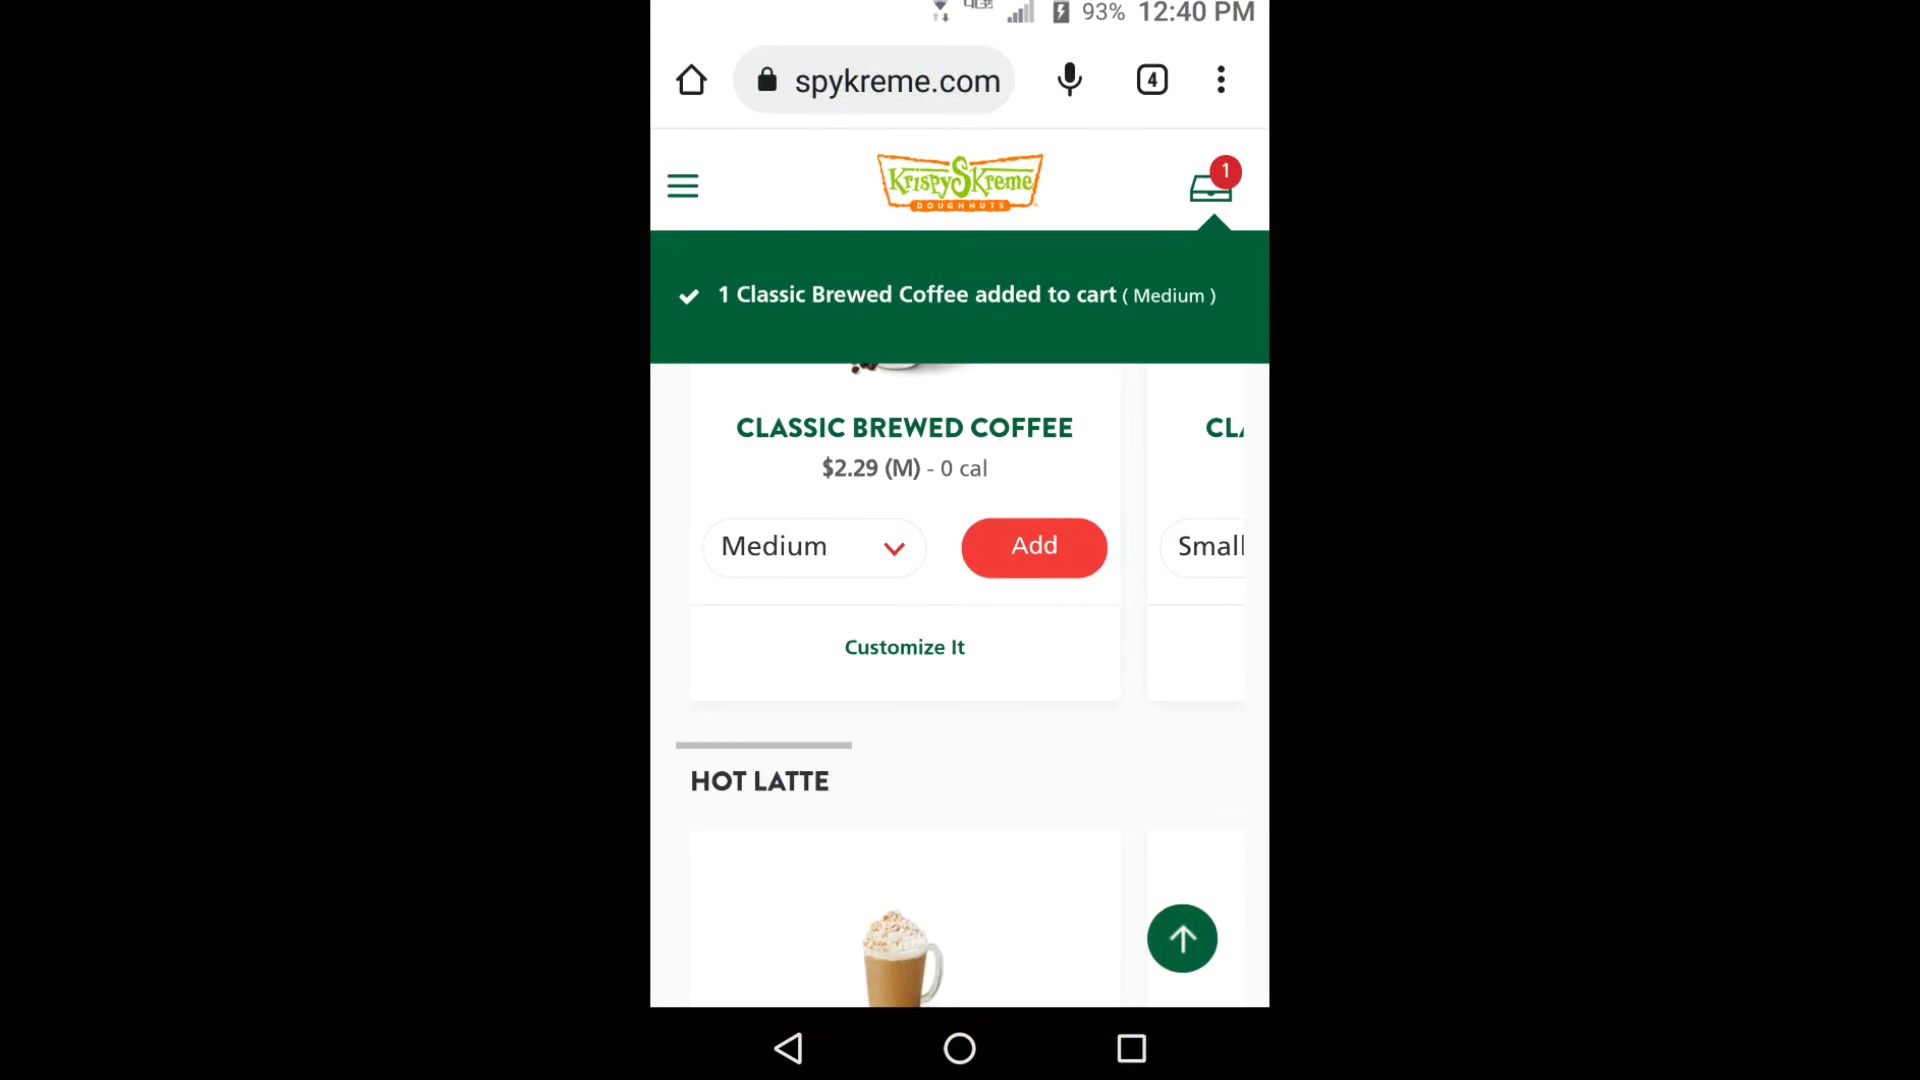 93% 12:40 PM
spykreme.com
4
KrispySKreme
DOUGHNUTS
1
1 Classic Brewed Coffee added to cart ( Medium )
CLASSIC BREWED COFFEE
CLA
$2.29 (M) - 0 cal
Medium
Add
Small
Customize It
HOT LATTE